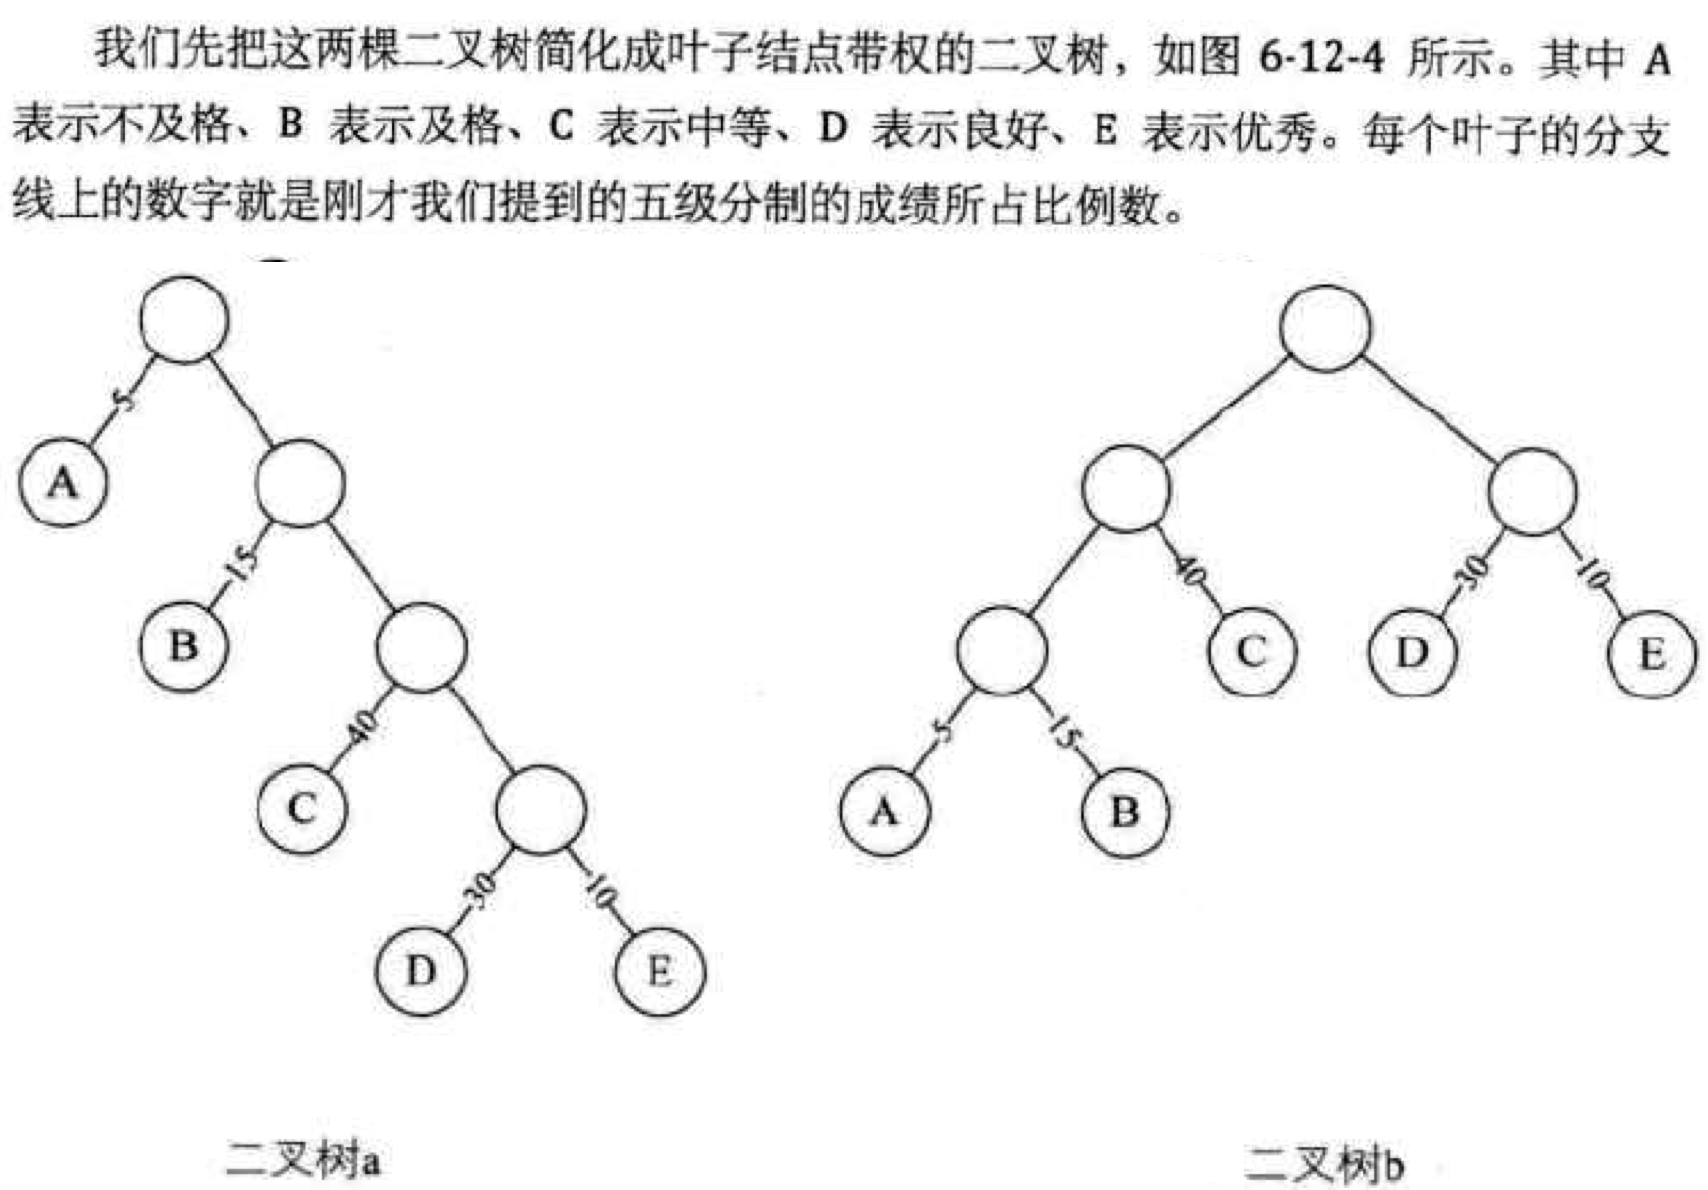 我们先把这两棵二叉树简化成叶子结点带权的二叉树，如图 6-12-4 所示。其中 A
表示不及格、B 表示及格、C 表示中等、D 表示良好、E 表示优秀。每个叶子的分支
线上的数字就是刚才我们提到的五级分制的成绩所占比例数。
5
A
15
B
40
C
30
10
D
E
二叉树a
40
30
10
C
D
E
5
15
A
B
二叉树b